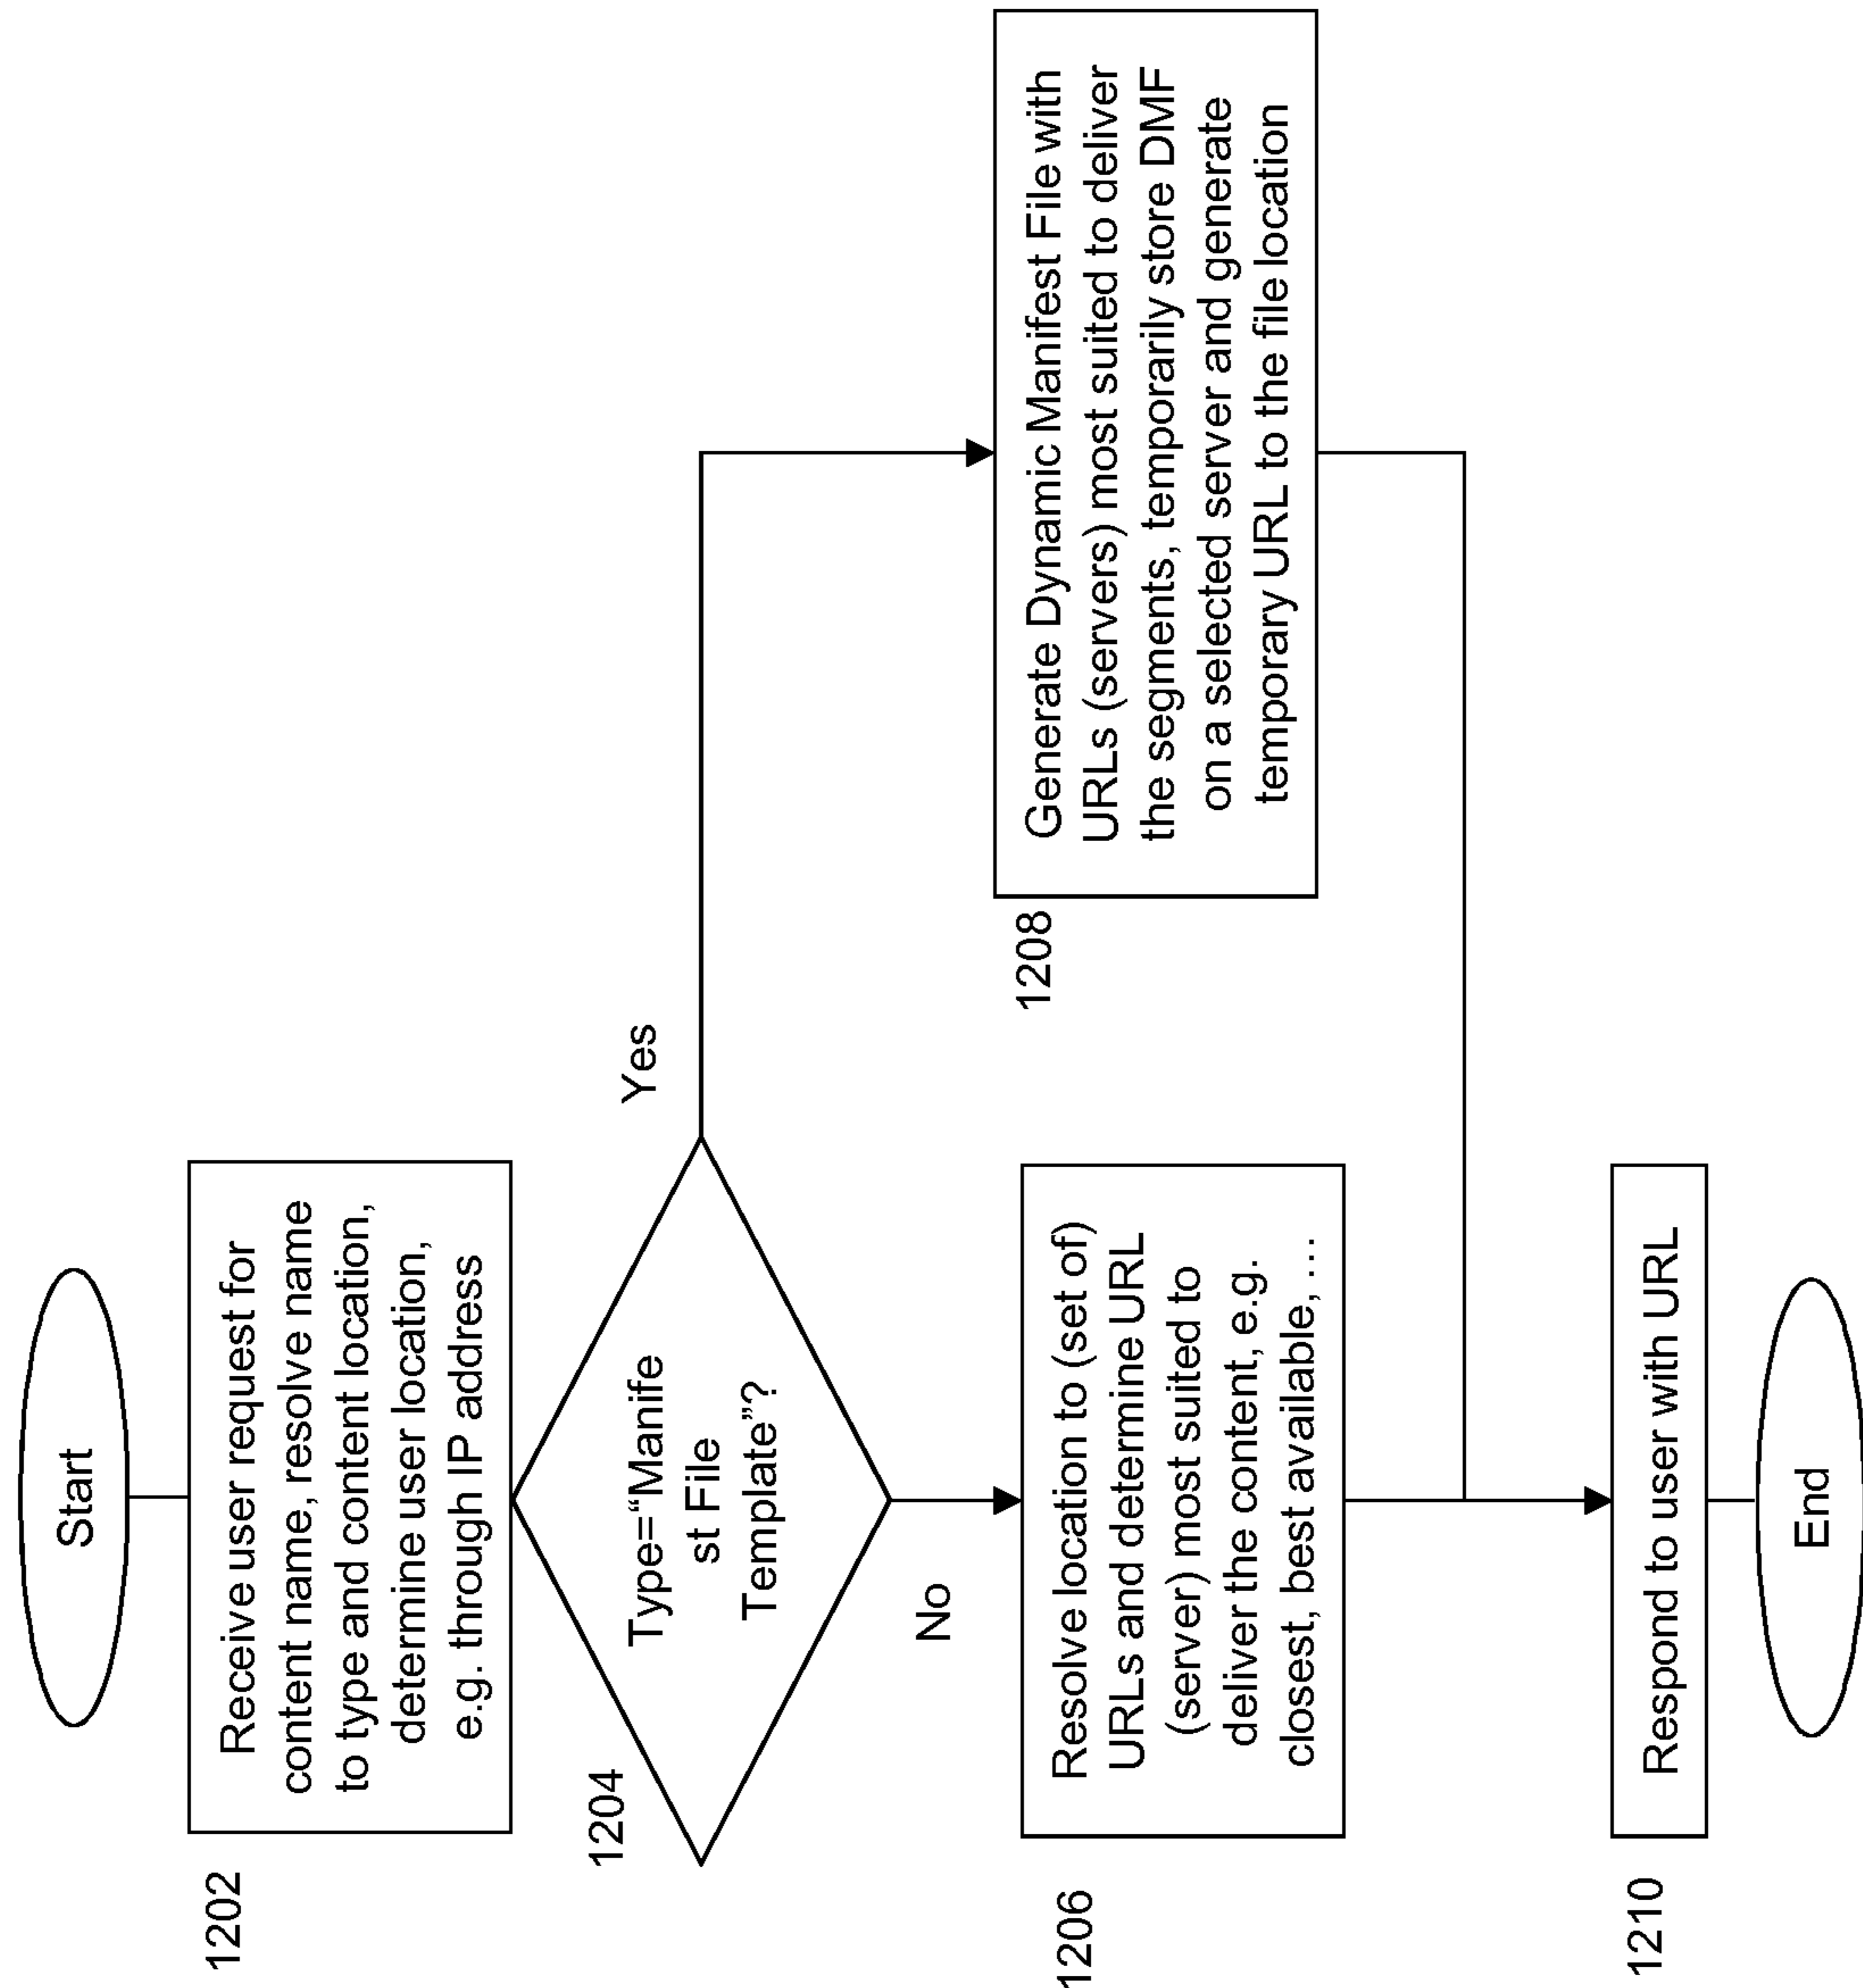 Start
1202
Receive user request for
content name, resolve name
to type and content location,
determine user location,
e.g. through IP address
1204
Type=“Manife
st File
Template”?
Yes
No
1206
Resolve location to (set of)
URLs and determine URL
(server) most suited to
deliver the content, e.g.
closest, best available, …
1208
Generate Dynamic Manifest File with
URLs (servers) most suited to deliver
the segments, temporarily store DMF
on a selected server and generate
temporary URL to the file location
1210
Respond to user with URL
End